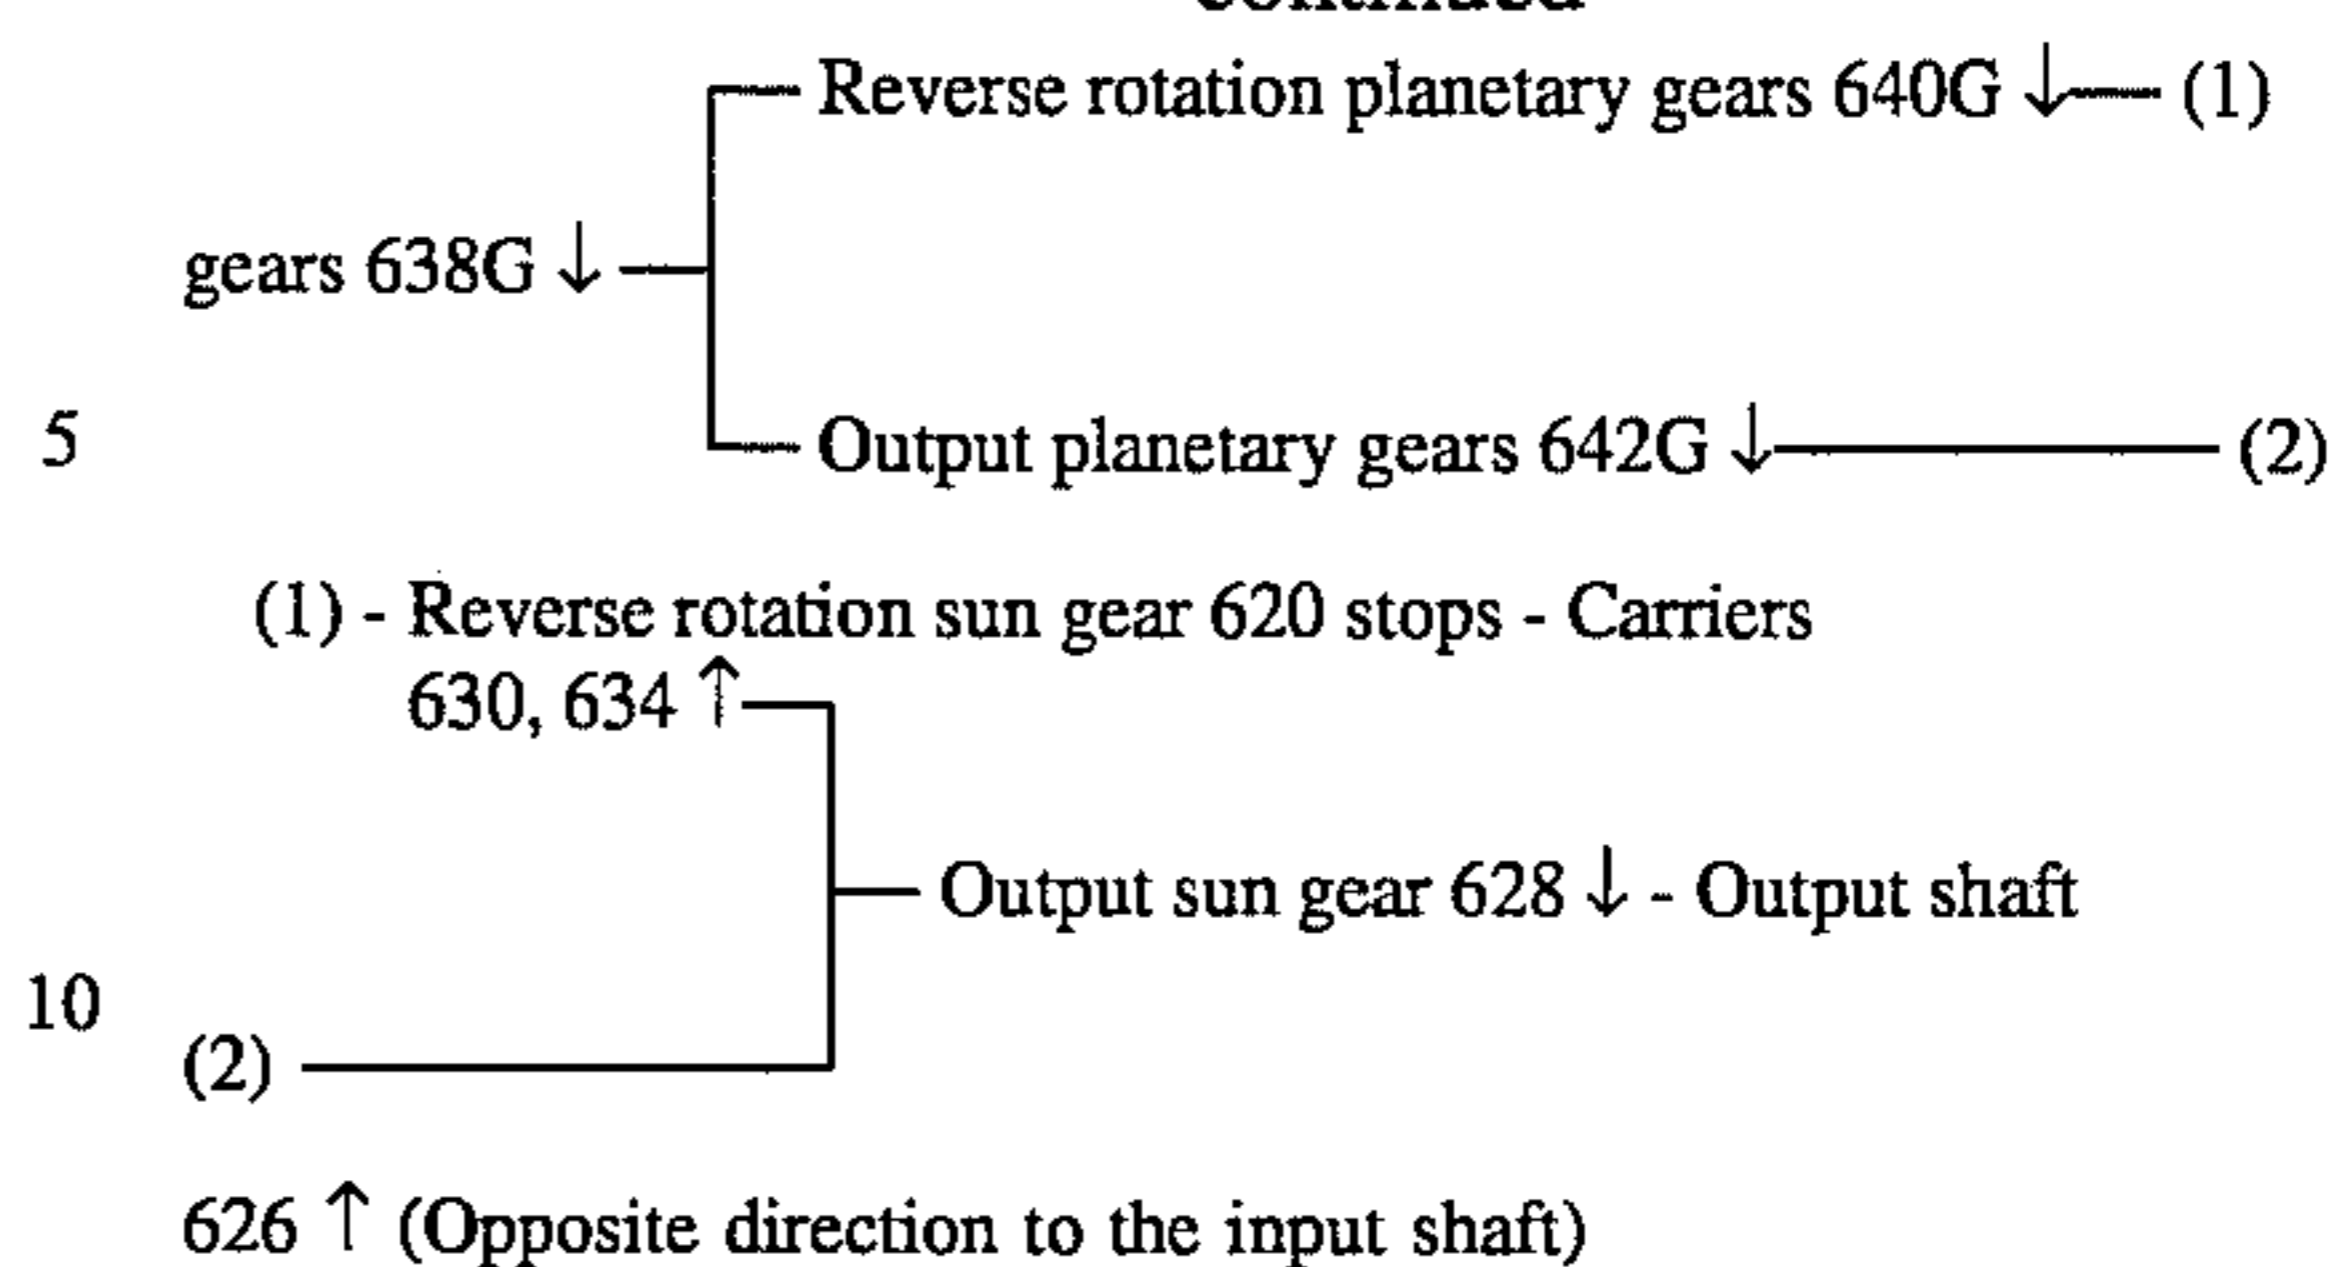 continued
Reverse rotation planetary gears 640G ↓ — (1)
gears 638G ↓
5 Output planetary gears 642G ↓ — (2)
(1) - Reverse rotation sun gear 620 stops - Carriers
630, 634 ↑
Output sun gear 628 ↓ - Output shaft
10
(2)
626 ↑ (Opposite direction to the input shaft)